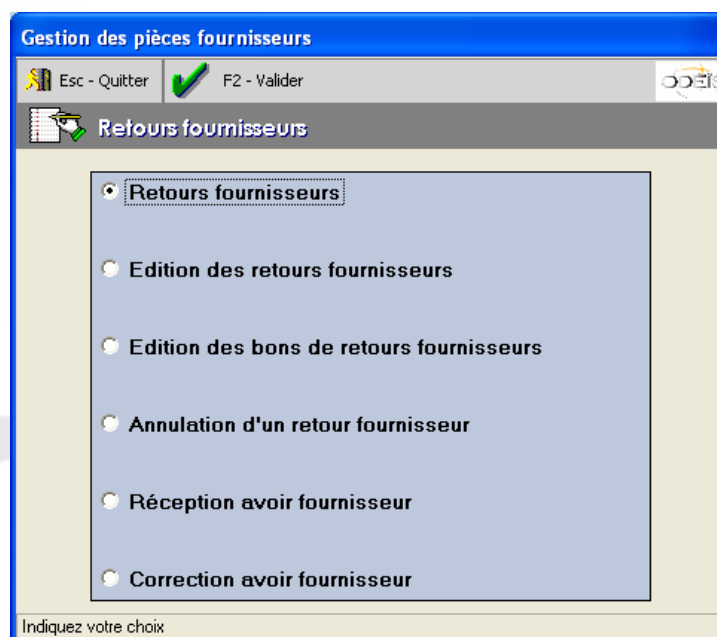 Gestion des pièces fournisseurs
Esc - Quitter F2 - Valider
Retours fournisseurs
Retours fournisseurs
Edition des retours fournisseurs
Edition des bons de retours fournisseurs
Annulation d'un retour fournisseur
Réception avoir fournisseur
Correction avoir fournisseur
Indiquez votre choix